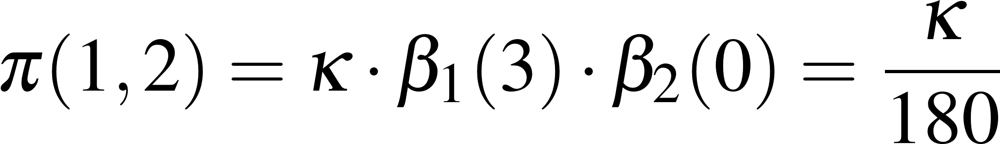 π(1,2) = κ · β₁(3) · β₂(0) = κ/180